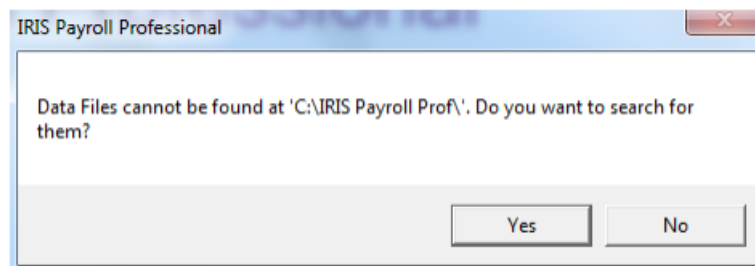 IRIS Payroll Professional
Data Files cannot be found at 'C:\IRIS Payroll Prof\'. Do you want to search for
them?
Yes No